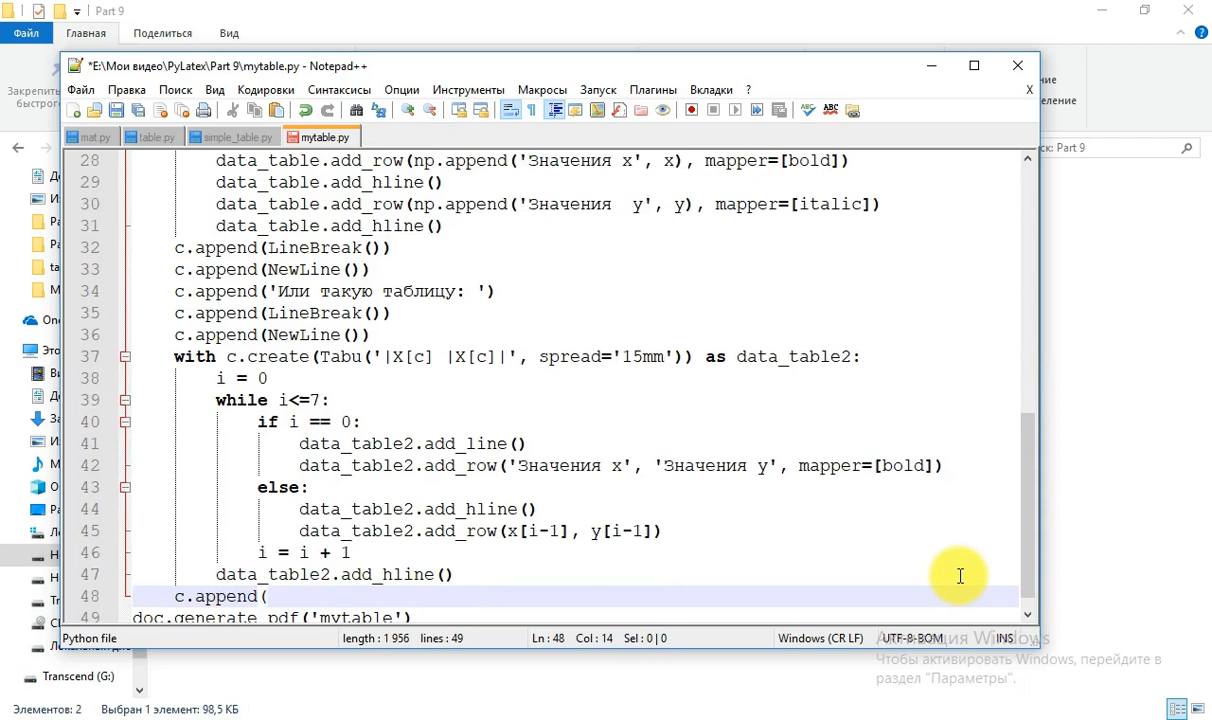 Part 9
Файл Главная Поделиться Вид
*E:\Мои видео\PyLatex\Part 9\mytable.py - Notepad++
Файл Правка Поиск Вид Кодировки Синтаксисы Опции Инструменты Макросы Запуск Плагины Вкладки ? X
mat.py table.py simple_table.py mytable.py
Part 9
28 data_table.add_row(np.append('Значения x', x), mapper=[bold])
29 data_table.add_hline()
30 data_table.add_row(np.append('Значения  y', y), mapper=[italic])
31 data_table.add_hline()
32 c.append(LineBreak())
33 c.append(NewLine())
34 c.append('Или такую таблицу: ')
35 c.append(LineBreak())
36 c.append(NewLine())
37 with c.create(Tabu('|X[c] |X[c]|', spread='15mm')) as data_table2:
38 i = 0
39 while i<=7:
40 if i == 0:
41 data_table2.add_line()
42 data_table2.add_row('Значения x', 'Значения y', mapper=[bold])
43 else:
44 data_table2.add_hline()
45 data_table2.add_row(x[i-1], y[i-1])
46 i = i + 1
47 data_table2.add_hline()
48 c.append(
49 doc.generate_pdf('mytable')
Python file length : 1 956 lines : 49 Ln : 48 Col : 14 Sel : 0 | 0 Windows (CR LF) UTF-8-BOM INS
Активация Windows
Чтобы активировать Windows, перейдите в
раздел "Параметры".
Transcend (G:)
Элементов: 2 Выбран 1 элемент: 98,5 КБ